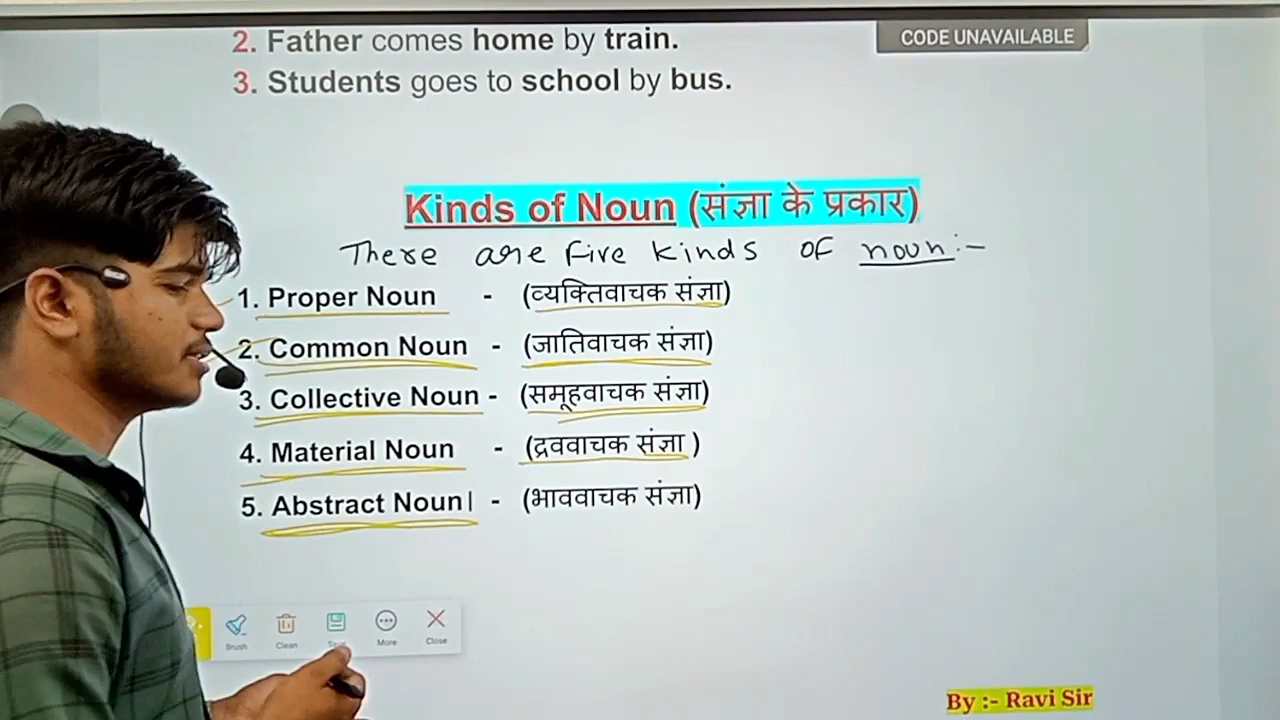 CODE UNAVAILABLE
2. Father comes home by train.
3. Students goes to school by bus.
Kinds of Noun (संज्ञा के प्रकार)
There are Five kinds of noun:-
1. Proper Noun - (व्यक्तिवाचक संज्ञा)
2. Common Noun - (जातिवाचक संज्ञा)
3. Collective Noun - (समूहवाचक संज्ञा)
4. Material Noun - (द्रववाचक संज्ञा )
5. Abstract Noun - (भाववाचक संज्ञा)
Brush Clean Save More Close
By :- Ravi Sir